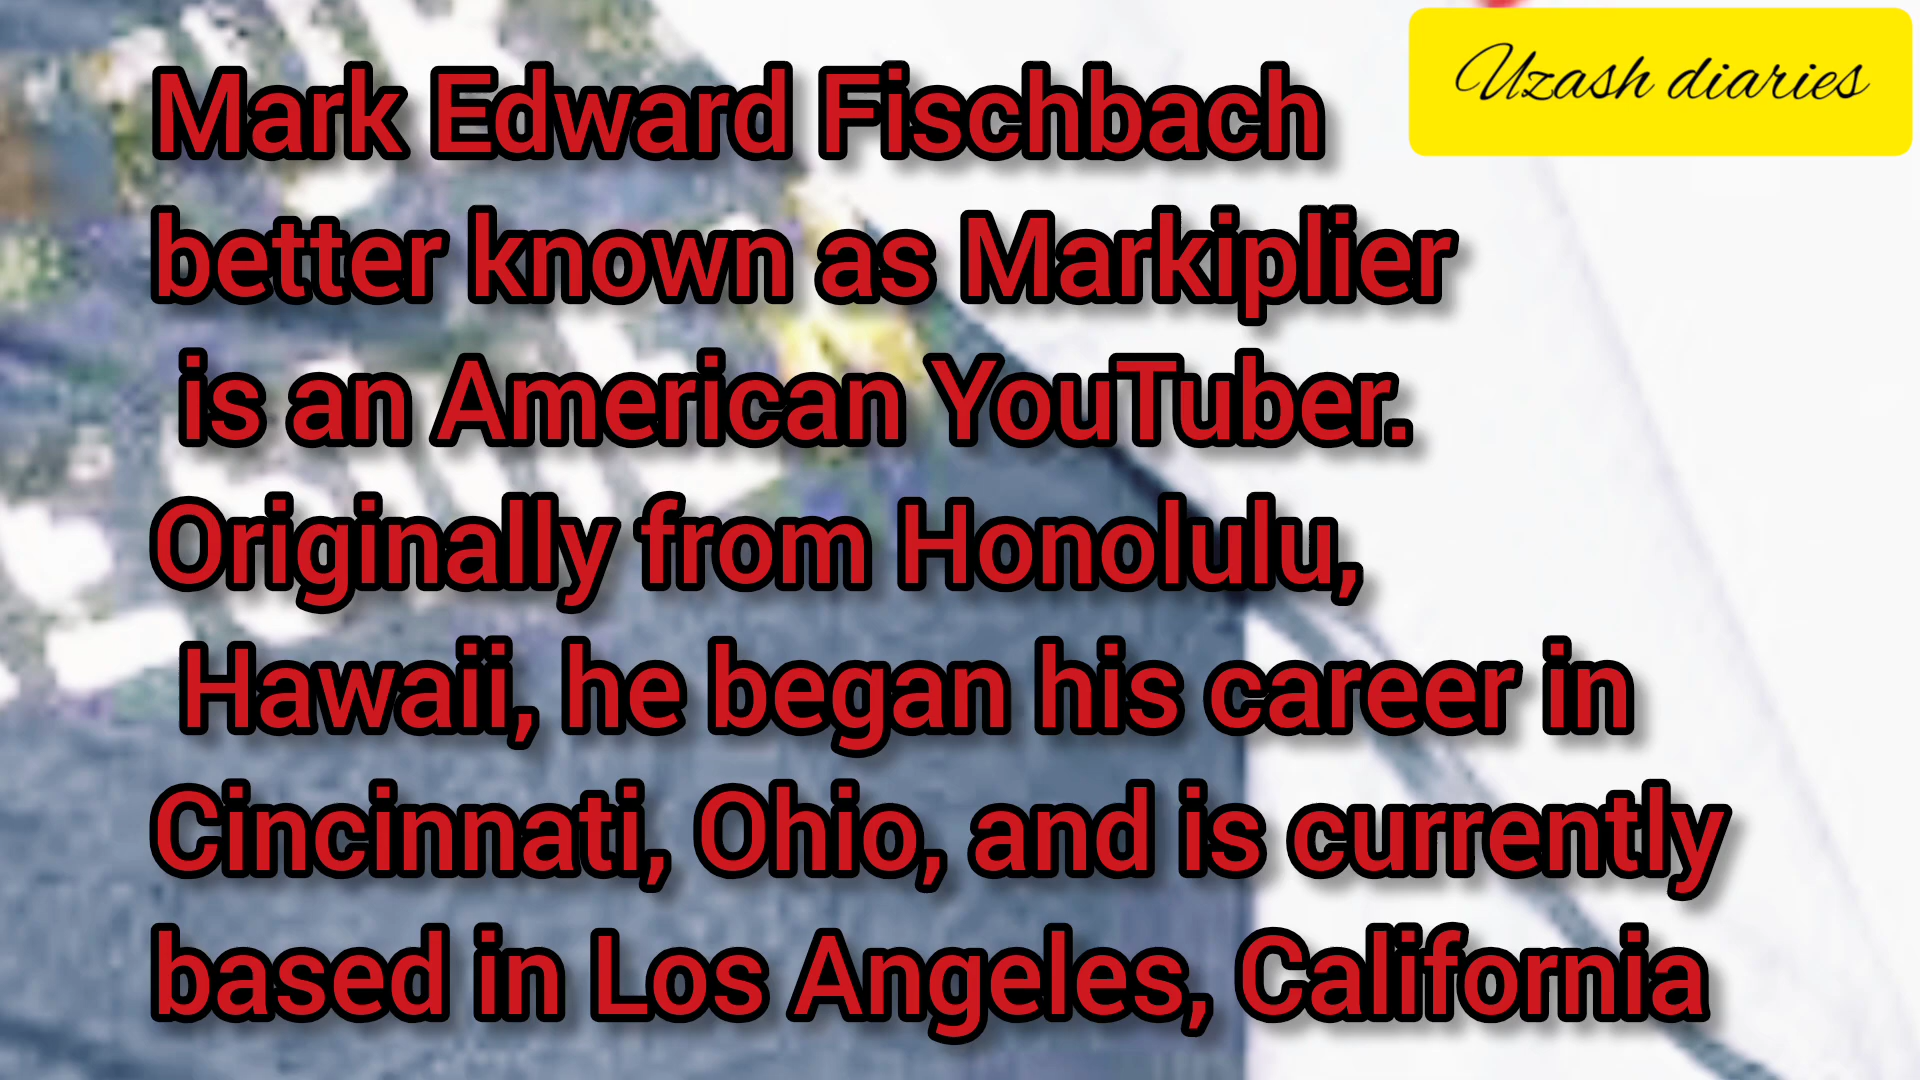 Uzash diaries
Mark Edward Fischbach
better known as Markiplier
is an American YouTuber.
Originally from Honolulu,
Hawaii, he began his career in
Cincinnati, Ohio, and is currently
based in Los Angeles, California